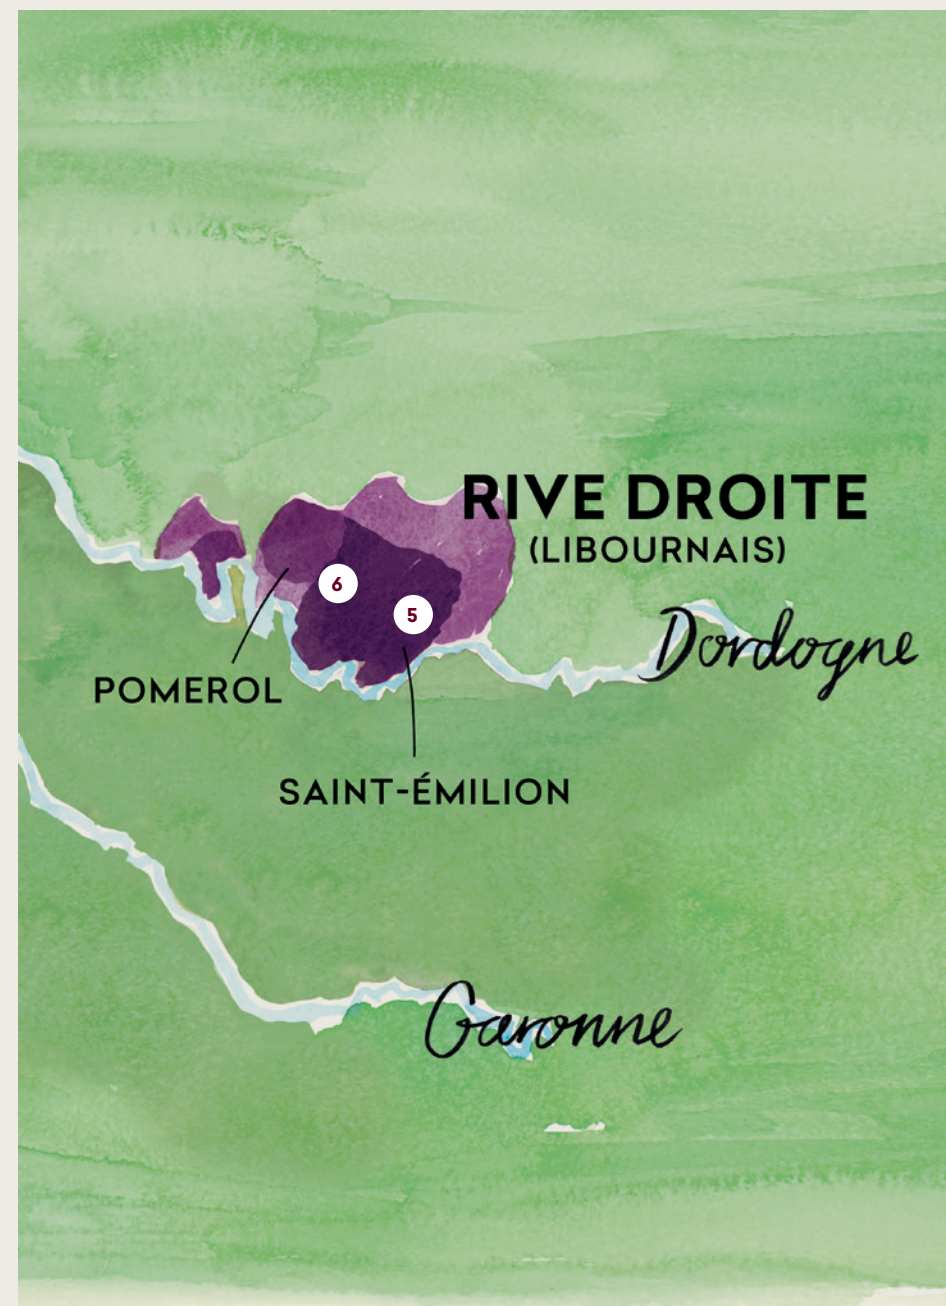 RIVE DROITE
(LIBOURNAIS)
6
5
Dordogne
POMEROL
SAINT-ÉMILION
Garonne